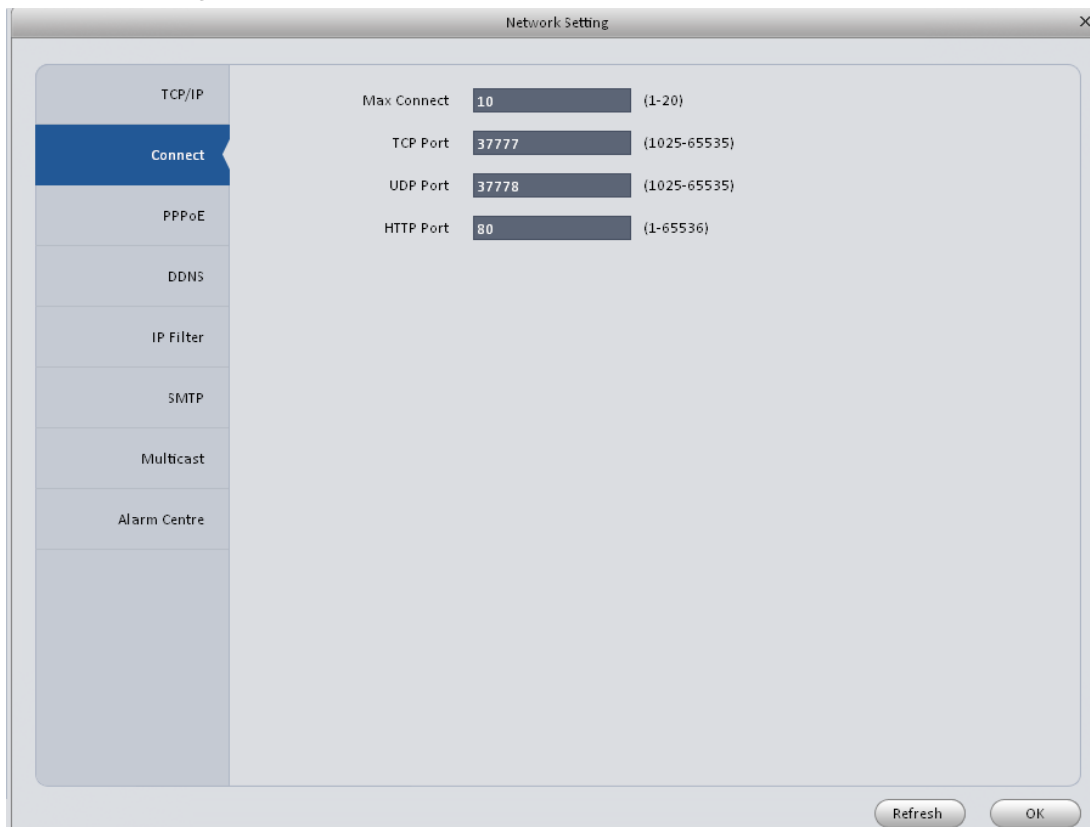 Network Setting
TCP/IP
Connect
PPPoE
DDNS
IP Filter
SMTP
Multicast
Alarm Centre
Max Connect 10 (1-20)
TCP Port 37777 (1025-65535)
UDP Port 37778 (1025-65535)
HTTP Port 80 (1-65536)
Refresh OK